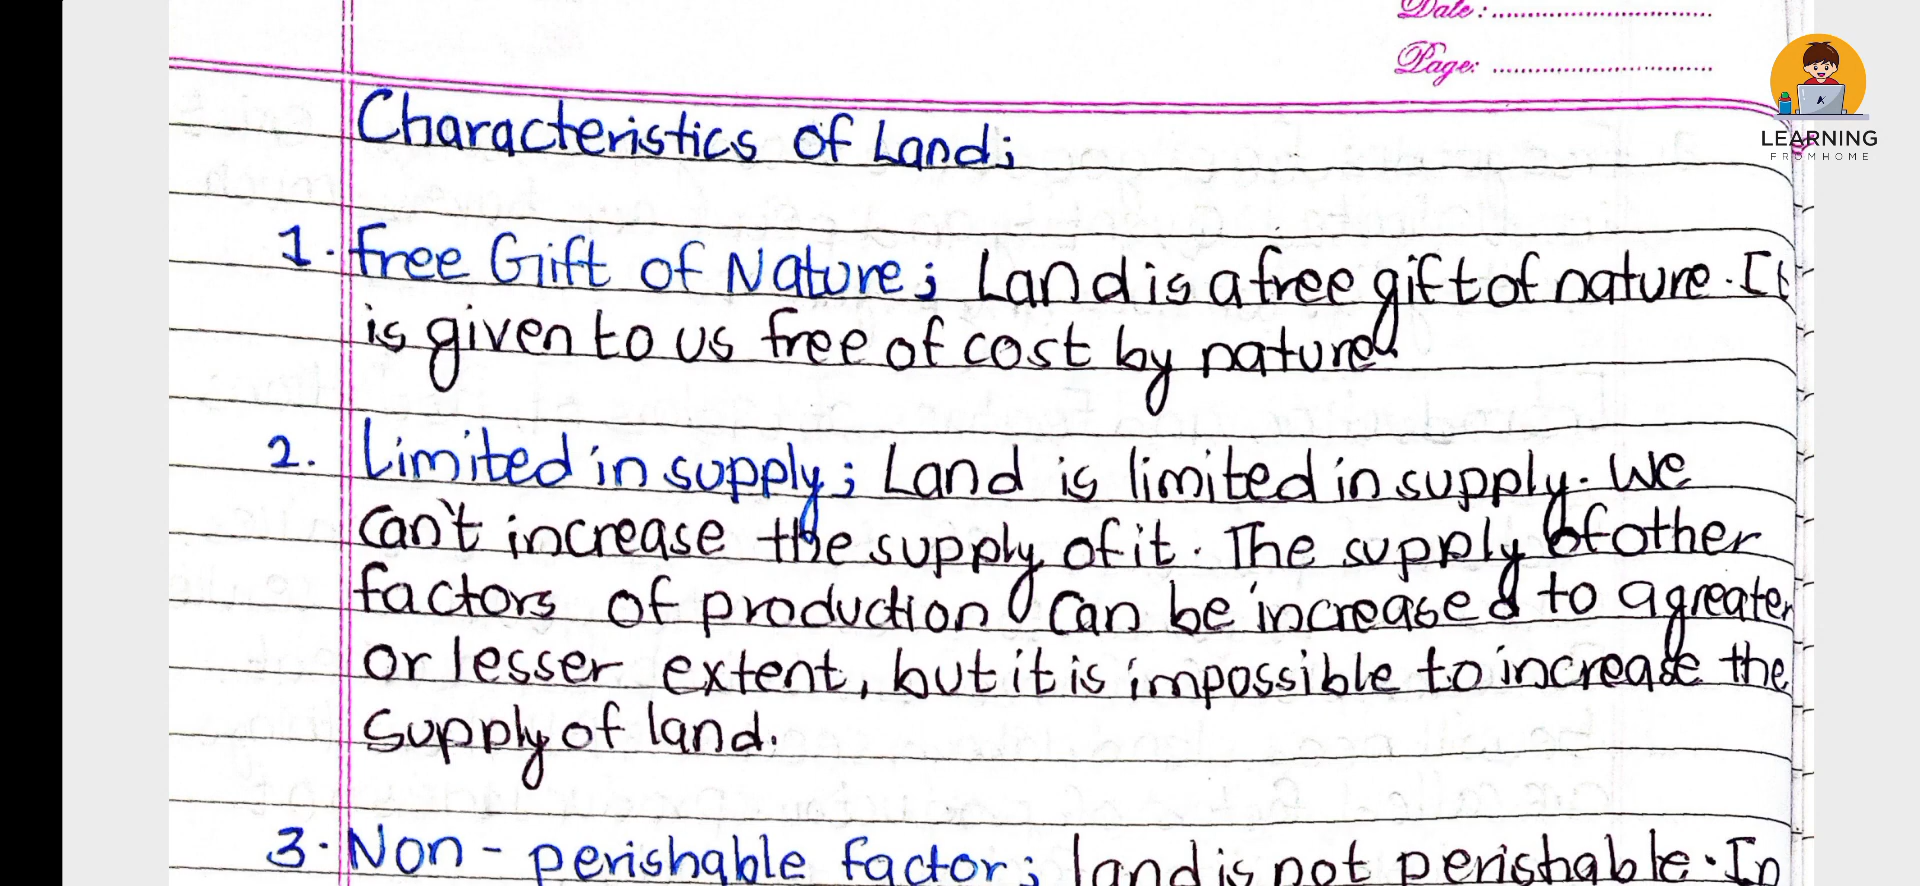 Date:
Page:
LEARNING
FROMHOME
Characteristics of Land;
1. Free Gift of Nature; Land is a free gift of nature. It
is given to us free of cost by nature.
2. Limited in supply; Land is limited in supply. We
can't increase the supply of it. The supply of other
factors of production can be increased to a greater
or lesser extent, but it is impossible to increase the
supply of land.
3. Non-perishable factor; land is not perishable. In